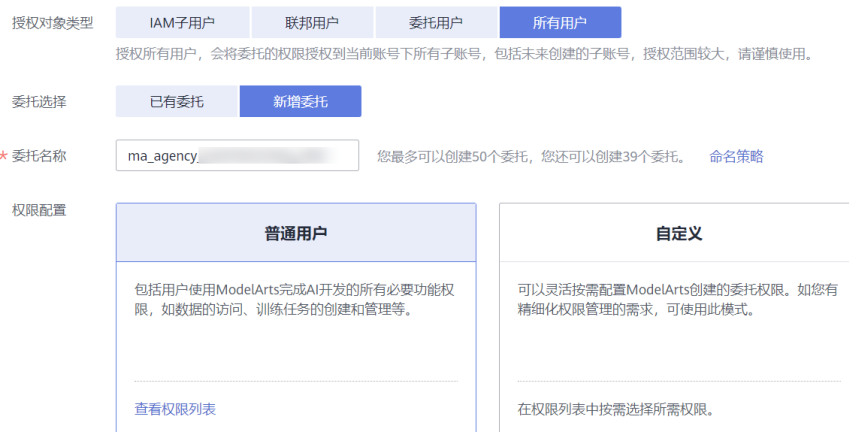 授权对象类型 IAM子用户 联邦用户 委托用户 所有用户
授权所有用户，会将委托的权限授权到当前账号下所有子账号，包括未来创建的子账号，授权范围较大，请谨慎使用。
委托选择 已有委托 新增委托
* 委托名称 ma_agency_ 您最多可以创建50个委托，您还可以创建39个委托。 命名策略
权限配置
普通用户
包括用户使用ModelArts完成AI开发的所有必要功能权
限，如数据的访问、训练任务的创建和管理等。
查看权限列表
自定义
可以灵活按需配置ModelArts创建的委托权限。如您有
精细化权限管理的需求，可使用此模式。
在权限列表中按需选择所需权限。